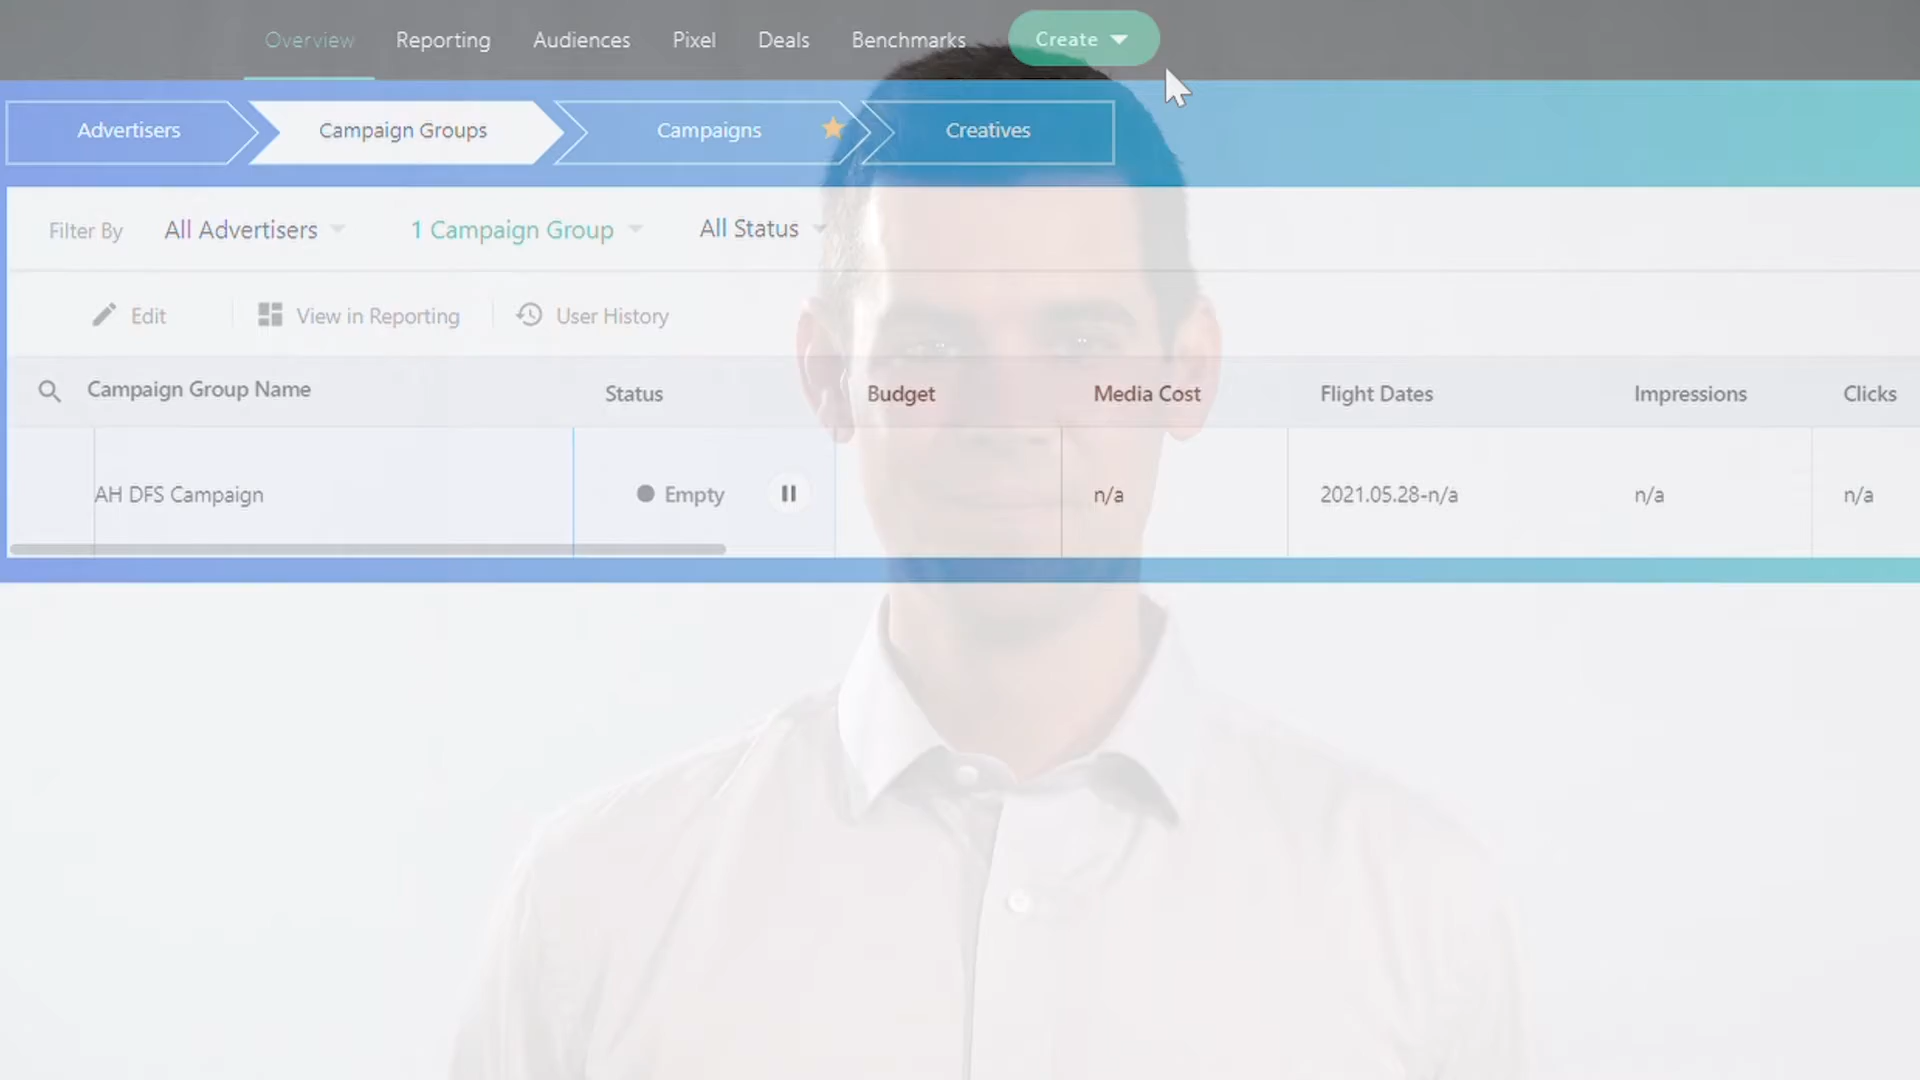 Overview Reporting Audiences Pixel Deals Benchmarks Create
Advertisers Campaign Groups Campaigns Creatives
Filter By All Advertisers 1 Campaign Group All Status
Edit View in Reporting User History
Campaign Group Name Status Budget Media Cost Flight Dates Impressions Clicks
AH DFS Campaign Empty n/a 2021.05.28-n/a n/a n/a